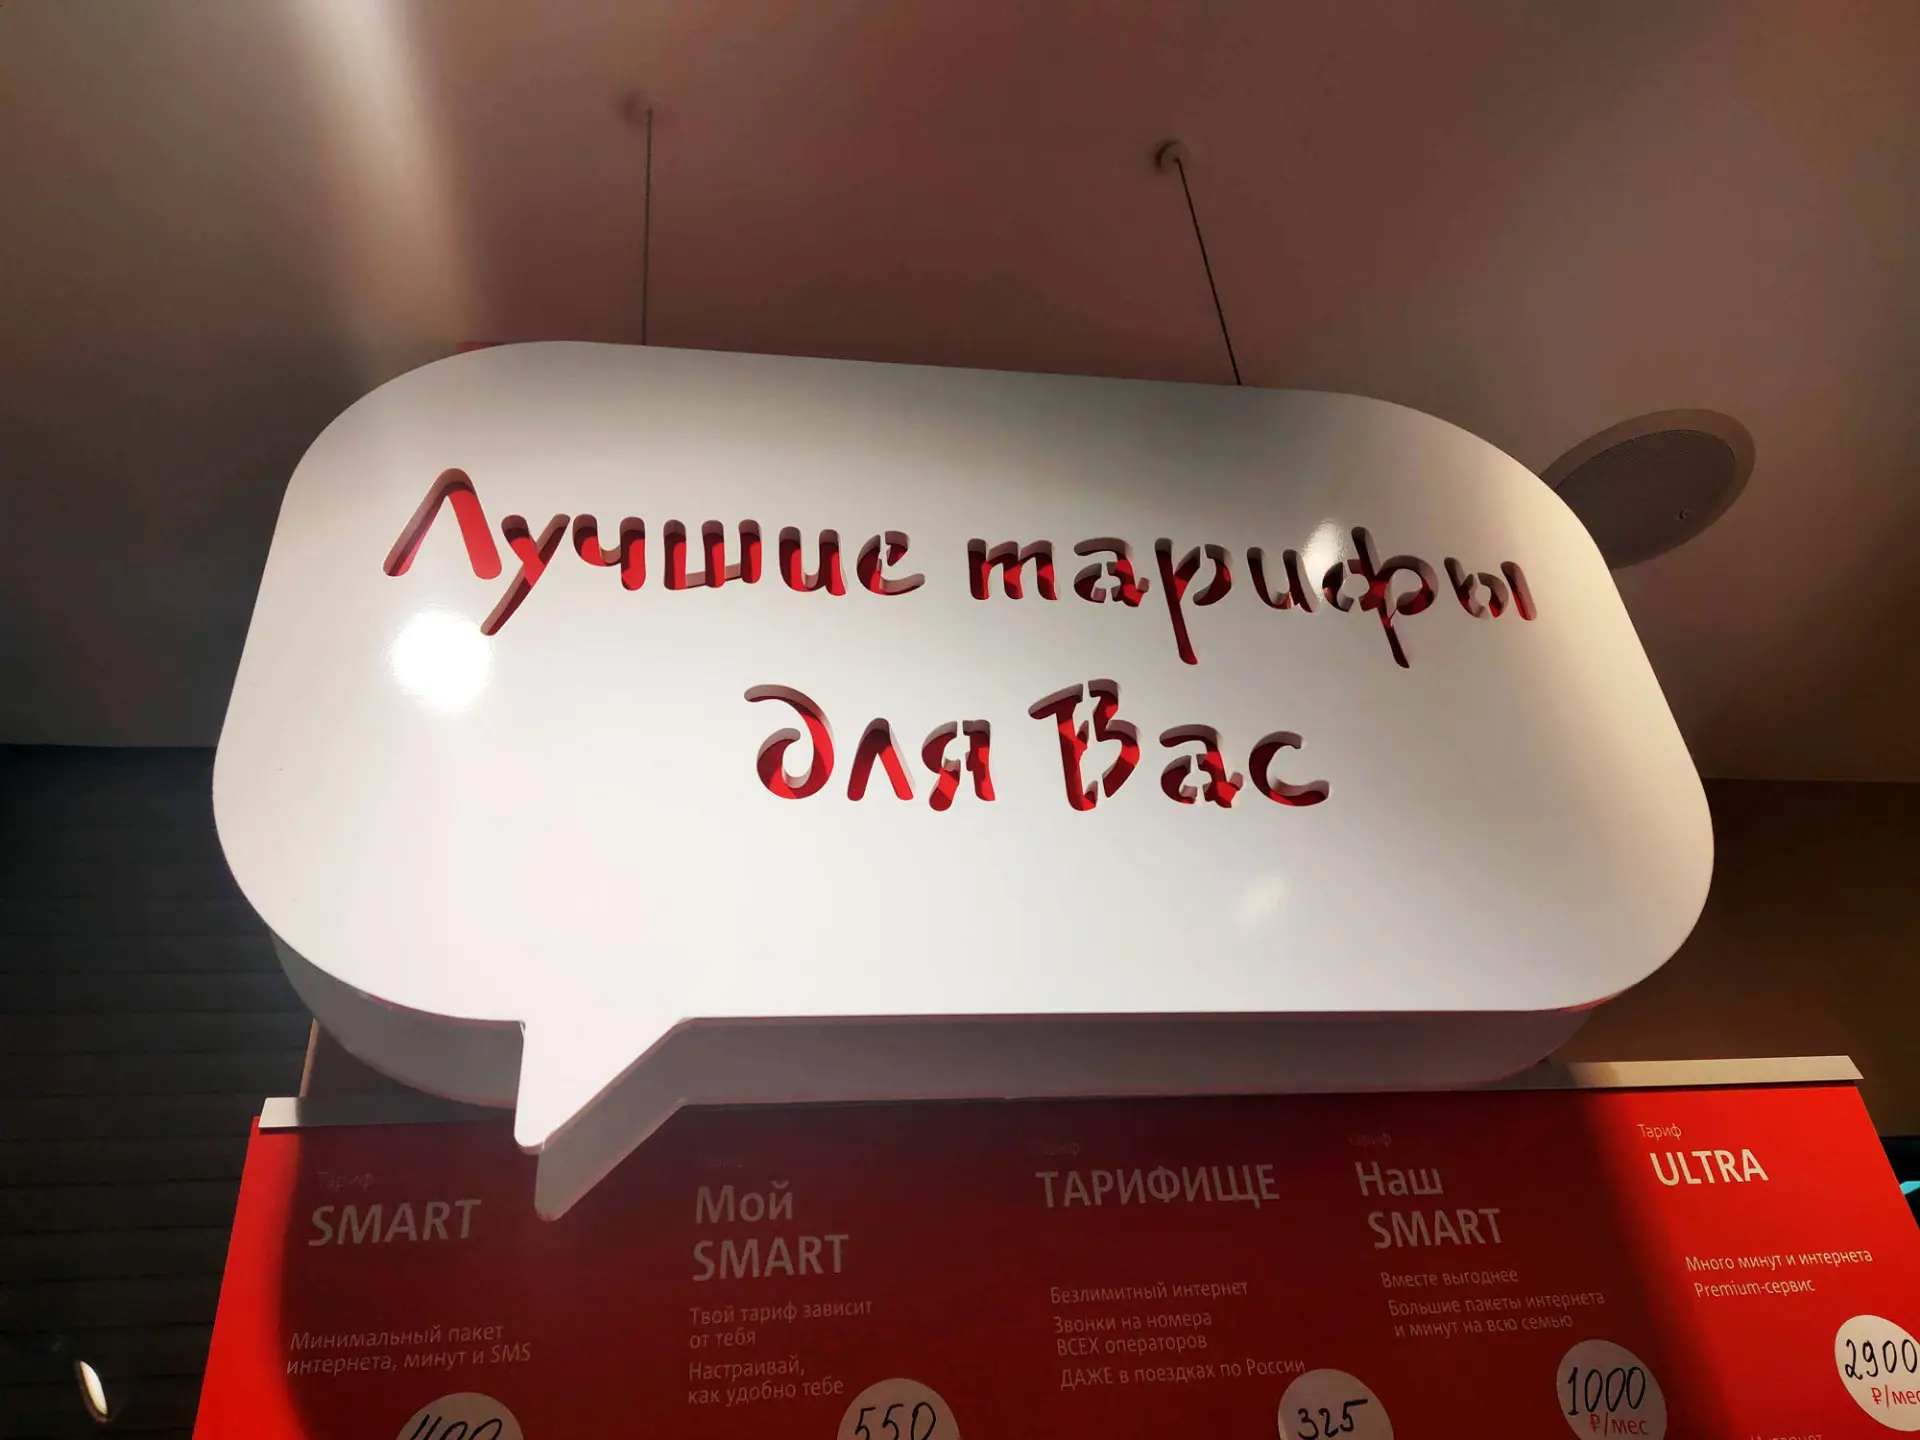 Лучшие тарифы
для Вас
Тариф
SMART
Минимальный пакет
интернета, минут и SMS
400
Мой
SMART
Твой тариф зависит
от тебя
Настраивай,
как удобно тебе
550
Тариф
ТАРИФИЩЕ
Безлимитный интернет
Звонки на номера
ВСЕХ операторов
ДАЖЕ в поездках по России
325
Тариф
Наш
SMART
Вместе выгоднее
Большие пакеты интернета
и минут на всю семью
1000
₽/мес
Тариф
ULTRA
Много минут и интернета
Premium-сервис
2900
₽/мес